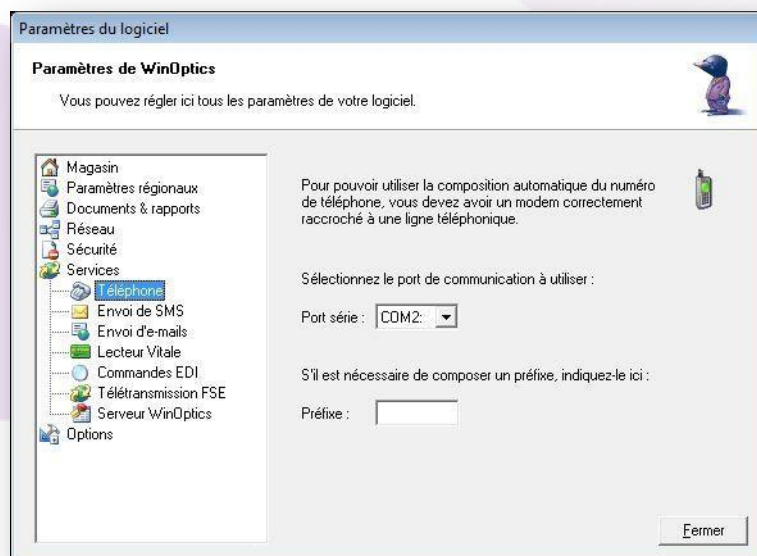 Paramètres du logiciel
Paramètres de WinOptics
Vous pouvez régler ici tous les paramètres de votre logiciel.
Magasin
Paramètres régionaux
Documents & rapports
Réseau
Sécurité
Services
Téléphone
Envoi de SMS
Envoi d'e-mails
Lecteur Vitale
Commandes EDI
Télétransmission FSE
Serveur WinOptics
Options
Pour pouvoir utiliser la composition automatique du numéro
de téléphone, vous devez avoir un modem correctement
raccroché à une ligne téléphonique.
Sélectionnez le port de communication à utiliser :
Port série : COM2:
S'il est nécessaire de composer un préfixe, indiquez-le ici :
Préfixe :
Fermer